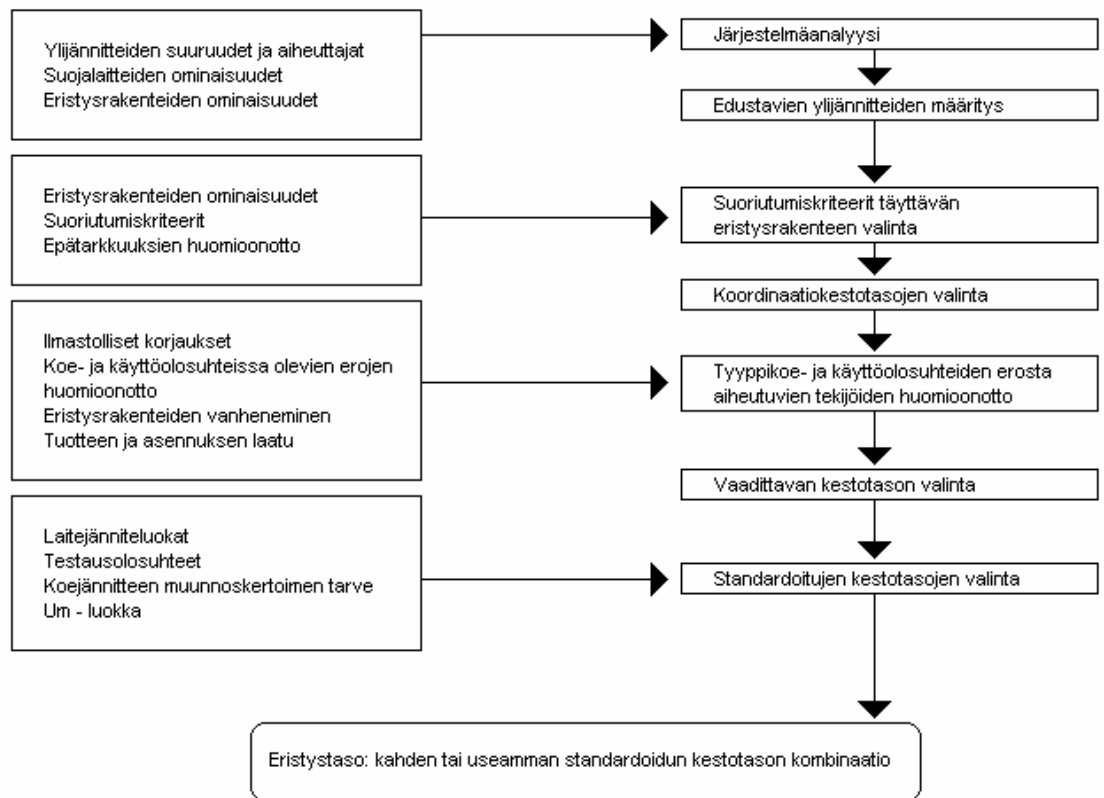 Ylijännitteiden suuruudet ja aiheuttajat
Suojalaitteiden ominaisuudet
Eristysrakenteiden ominaisuudet
Järjestelmäanalyysi
Edustavien ylijännitteiden määritys
Eristysrakenteiden ominaisuudet
Suoriutumiskriteerit
Epätarkkuuksien huomioonotto
Suoriutumiskriteerit täyttävän
eristysrakenteen valinta
Koordinaatiokestotasojen valinta
Ilmastolliset korjaukset
Koe- ja käyttöolosuhteissa olevien erojen
huomioonotto
Eristysrakenteiden vanheneminen
Tuotteen ja asennuksen laatu
Tyyppikoe- ja käyttöolosuhteiden erosta
aiheutuvien tekijöiden huomioonotto
Vaadittavan kestotason valinta
Laitejänniteluokat
Testausolosuhteet
Koejännitteen muunnoskertoimen tarve
Um - luokka
Standardoitujen kestotasojen valinta
Eristystaso: kahden tai useamman standardoidun kestotason kombinaatio